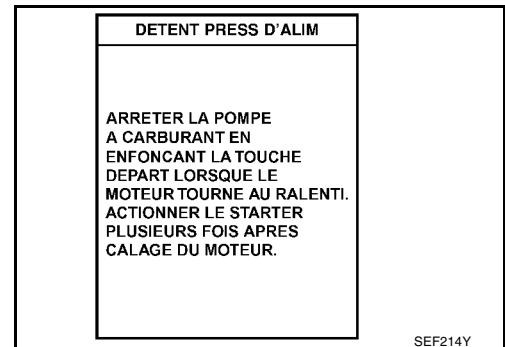 DETENT PRESS D'ALIM
ARRETER LA POMPE
A CARBURANT EN
ENFONCANT LA TOUCHE
DEPART LORSQUE LE
MOTEUR TOURNE AU RALENTI.
ACTIONNER LE STARTER
PLUSIEURS FOIS APRES
CALAGE DU MOTEUR.
SEF214Y